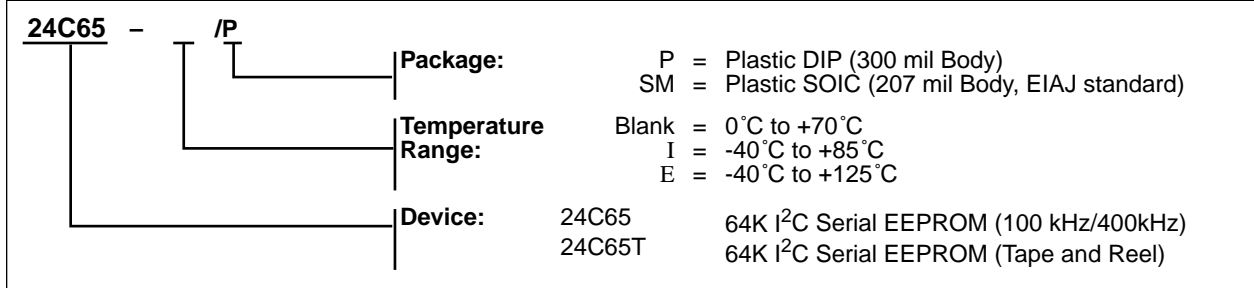 24C65 – /P
Package: P = Plastic DIP (300 mil Body)
SM = Plastic SOIC (207 mil Body, EIAJ standard)
Temperature Blank = 0˚C to +70˚C
Range: I = -40˚C to +85˚C
E = -40˚C to +125˚C
Device: 24C65 64K I²C Serial EEPROM (100 kHz/400kHz)
24C65T 64K I²C Serial EEPROM (Tape and Reel)